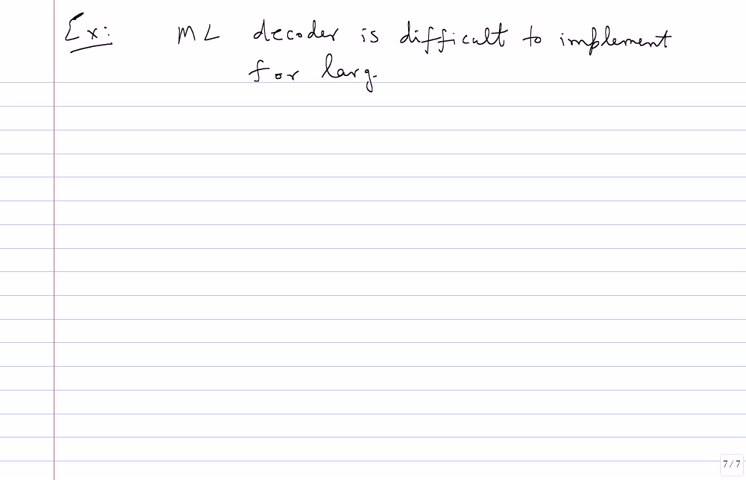 Ex: ML decoder is difficult to implement
for larg
7/7